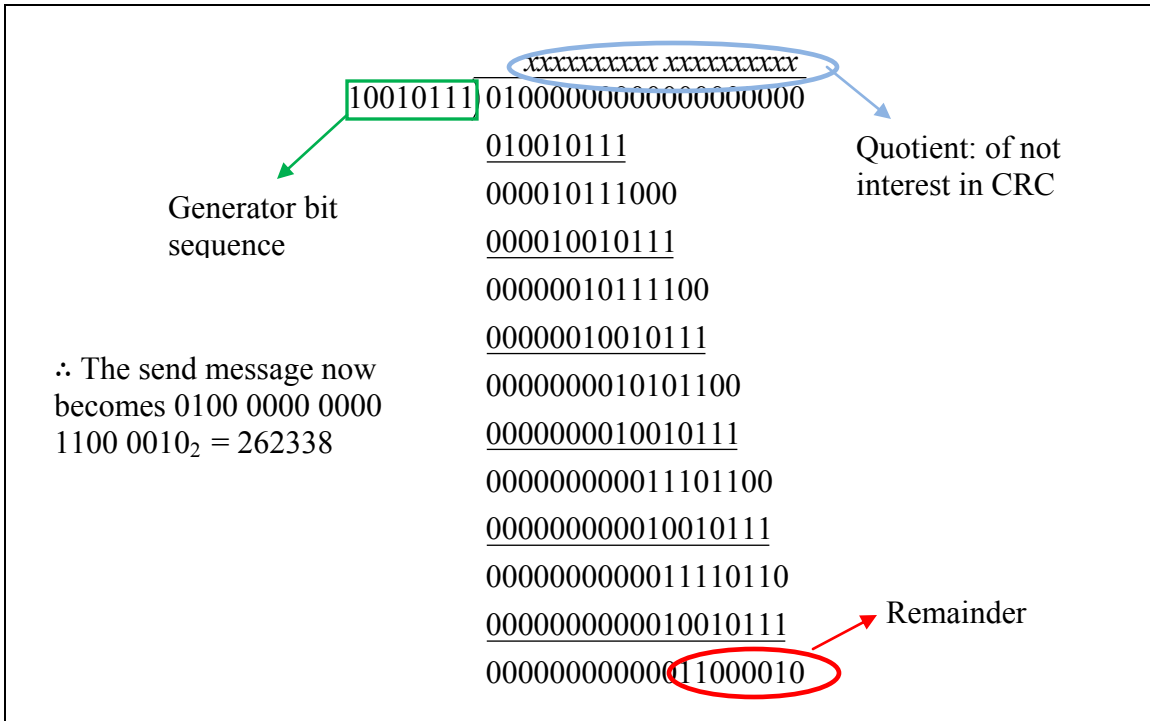 xxxxxxxxxx xxxxxxxxxx
10010111 01000000000000000000
010010111
Quotient: of not
interest in CRC
000010111000
Generator bit
sequence
000010010111
00000010111100
00000010010111
∴ The send message now
becomes 0100 0000 0000
1100 0010₂ = 262338
0000000010101100
0000000010010111
000000000011101100
000000000010010111
0000000000011110110
0000000000010010111
Remainder
00000000000011000010